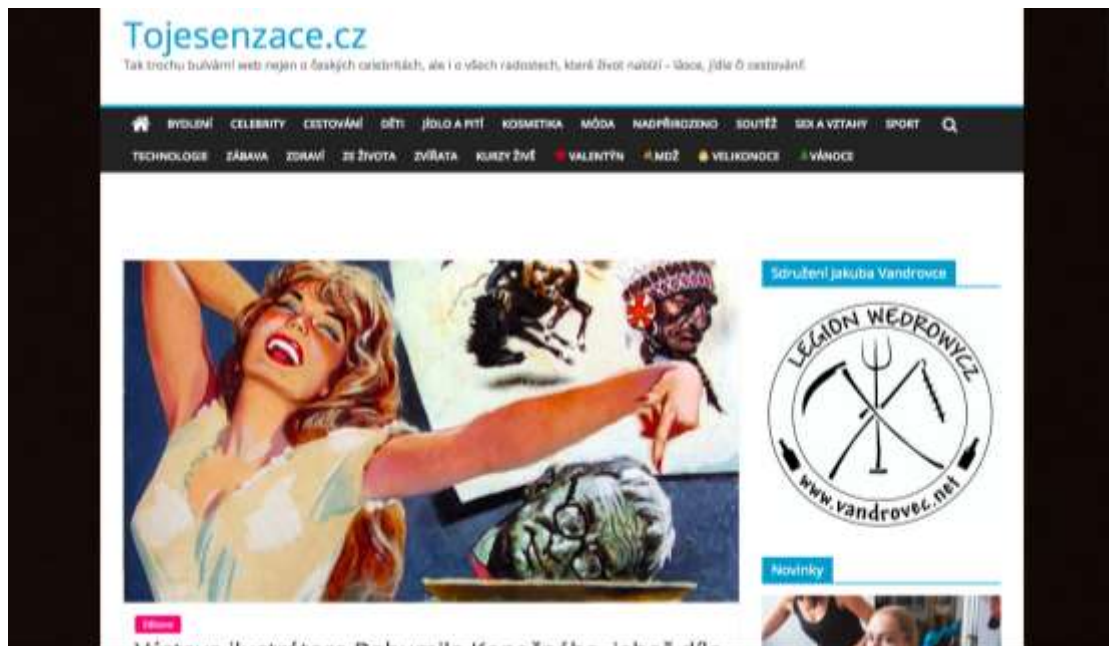 Tojesenzace.cz
Tak trochu bulvární web nejen o českých celebritách, ale i o všech radostech, které život nabízí – lásce, jídle či cestování!
BYDLENÍ CELEBRITY CESTOVÁNÍ DĚTI JÍDLO A PITÍ KOSMETIKA MÓDA NADPŘIROZENO SOUTĚŽ SEX A VZTAHY SPORT
TECHNOLOGIE ZÁBAVA ZDRAVÍ ZE ŽIVOTA ZVÍŘATA KURZY ŽIVĚ VALENTÝN MDŽ VELIKONOCE VÁNOCE
Sdružení Jakuba Vandrovce
LEGION WĘDROWYCZ
www.vandrovec.net
Novinky
Zábava